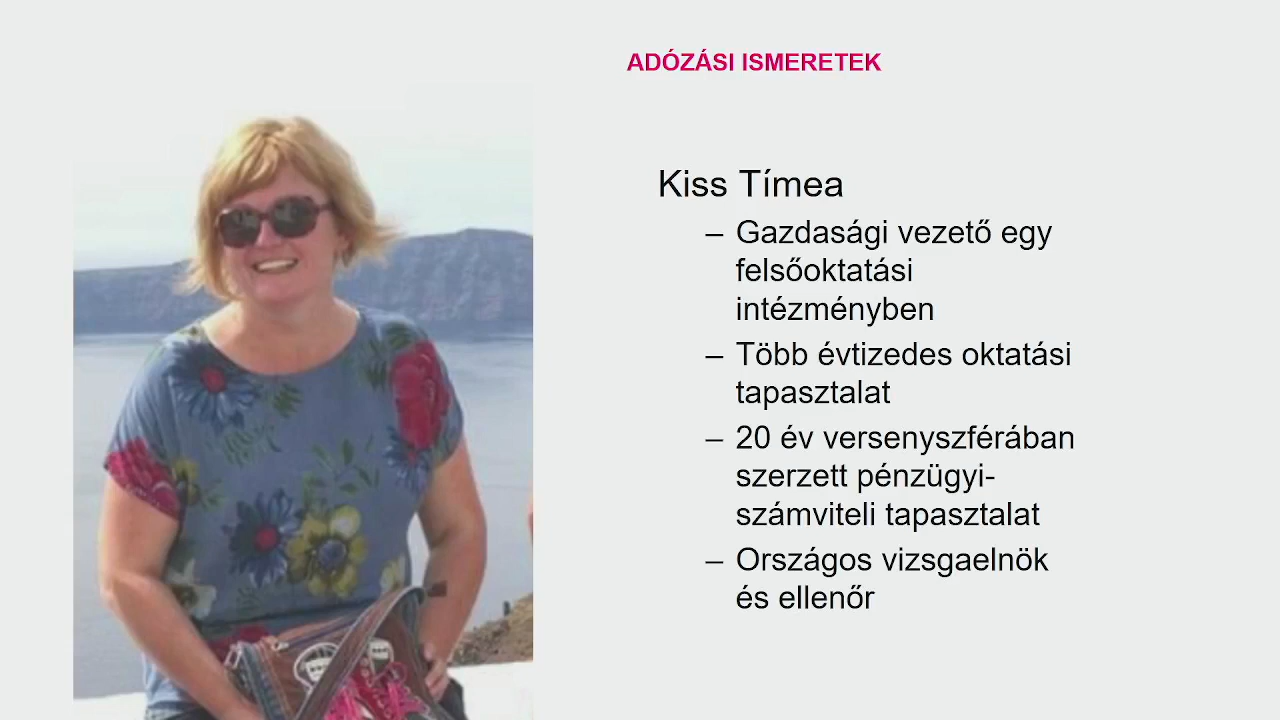 ADÓZÁSI ISMERETEK
Kiss Tímea
– Gazdasági vezető egy
felsőoktatási
intézményben
– Több évtizedes oktatási
tapasztalat
– 20 év versenyszférában
szerzett pénzügyi-
számviteli tapasztalat
– Országos vizsgaelnök
és ellenőr